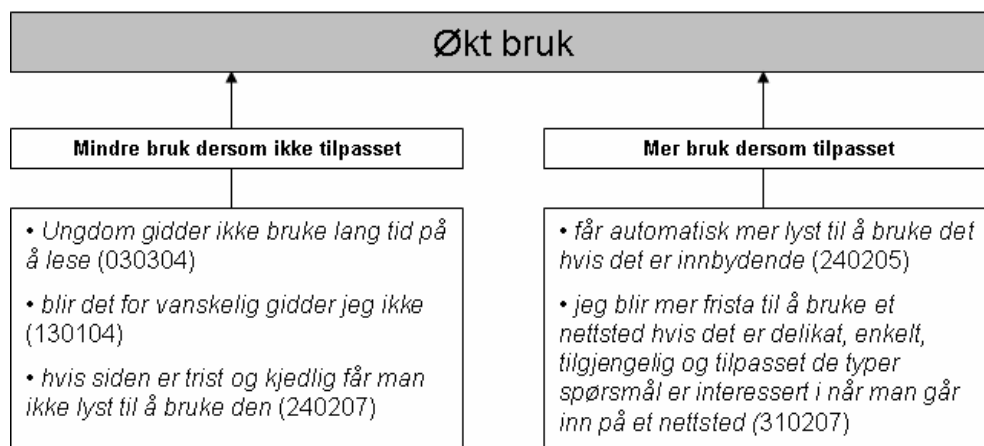 Økt bruk
Mindre bruk dersom ikke tilpasset
Mer bruk dersom tilpasset
• Ungdom gidder ikke bruke lang tid på
å lese (030304)
• blir det for vanskelig gidder jeg ikke
(130104)
• hvis siden er trist og kjedlig får man
ikke lyst til å bruke den (240207)
• får automatisk mer lyst til å bruke det
hvis det er innbydende (240205)
• jeg blir mer frista til å bruke et
nettsted hvis det er delikat, enkelt,
tilgjengelig og tilpasset de typer
spørsmål er interessert i når man går
inn på et nettsted (310207)